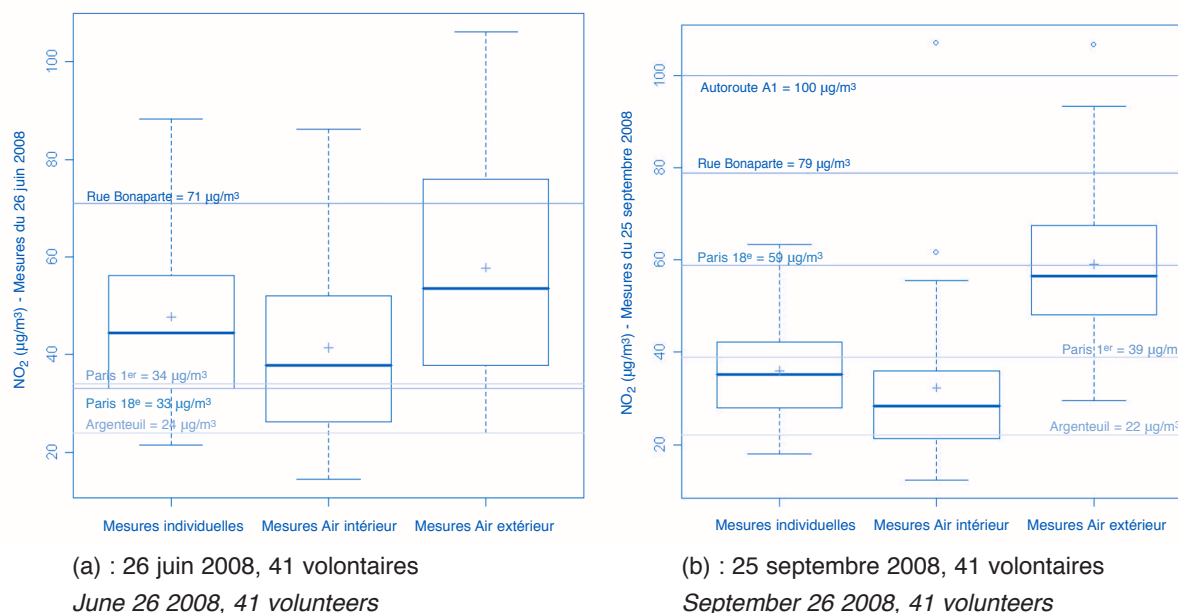 NO₂ (µg/m³) - Mesures du 26 juin 2008
100
80
60
40
20
Rue Bonaparte = 71 µg/m³
Paris 1er = 34 µg/m³
Paris 18e = 33 µg/m³
Argenteuil = 24 µg/m³
Mesures individuelles Mesures Air intérieur Mesures Air extérieur
(a) : 26 juin 2008, 41 volontaires
June 26 2008, 41 volunteers
NO₂ (µg/m³) - Mesures du 25 septembre 2008
100
80
60
40
20
Autoroute A1 = 100 µg/m³
Rue Bonaparte = 79 µg/m³
Paris 18e = 59 µg/m³
Paris 1er = 39 µg/m³
Argenteuil = 22 µg/m³
Mesures individuelles Mesures Air intérieur Mesures Air extérieur
(b) : 25 septembre 2008, 41 volontaires
September 26 2008, 41 volunteers